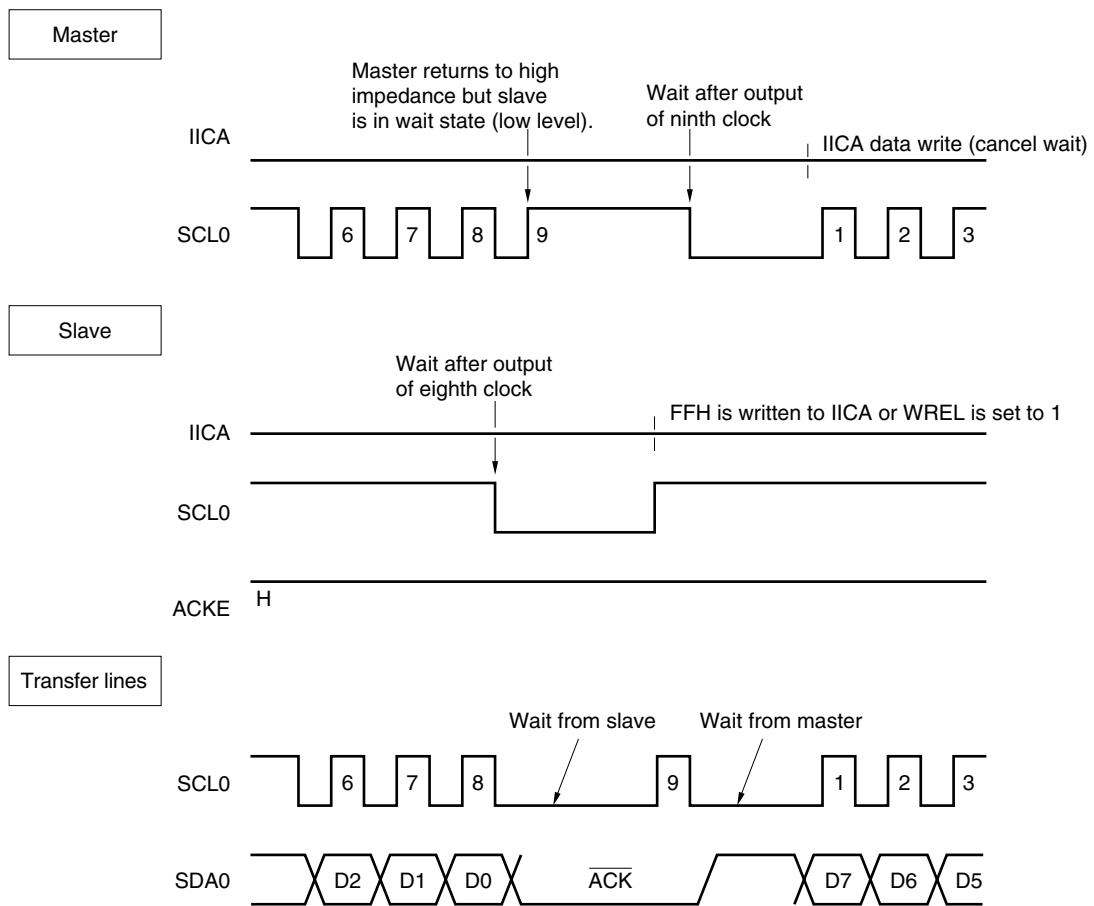 Master
Master returns to high
impedance but slave
is in wait state (low level).
Wait after output
of ninth clock
IICA
IICA data write (cancel wait)
SCL0
6 7 8 9 1 2 3
Slave
Wait after output
of eighth clock
FFH is written to IICA or WREL is set to 1
IICA
SCL0
H
ACKE
Transfer lines
Wait from slave Wait from master
SCL0
6 7 8 9 1 2 3
SDA0
D2 D1 D0 ACK D7 D6 D5